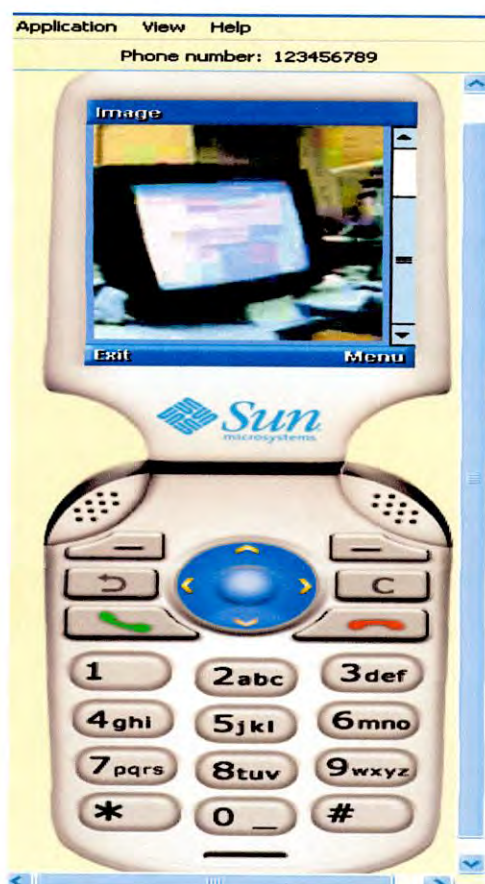 Application View Help
Phone number: 123456789
Image
Exit Menu
Sun
microsystems
C
1 2abc 3def
4ghi 5jkl 6mno
7pqrs 8tuv 9wxyz
* 0 _ #